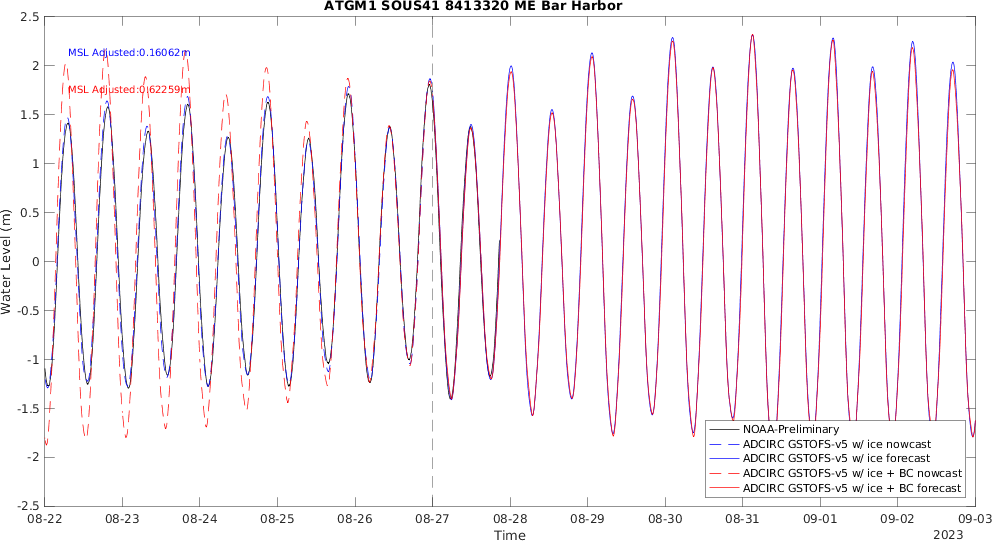 ATGM1 SOUS41 8413320 ME Bar Harbor
MSL Adjusted:0.16062m
MSL Adjusted:0.62259m
Water Level (m)
2.5
2
1.5
1
0.5
0
-0.5
-1
-1.5
-2
-2.5
NOAA-Preliminary
ADCIRC GSTOFS-v5 w/ ice nowcast
ADCIRC GSTOFS-v5 w/ ice forecast
ADCIRC GSTOFS-v5 w/ ice + BC nowcast
ADCIRC GSTOFS-v5 w/ ice + BC forecast
08-22 08-23 08-24 08-25 08-26 08-27 08-28 08-29 08-30 08-31 09-01 09-02 09-03
Time
2023